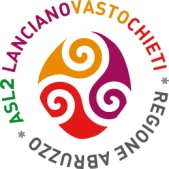 * ASL2 LANCIANOVASTOCHIETI
* REGIONE ABRUZZO